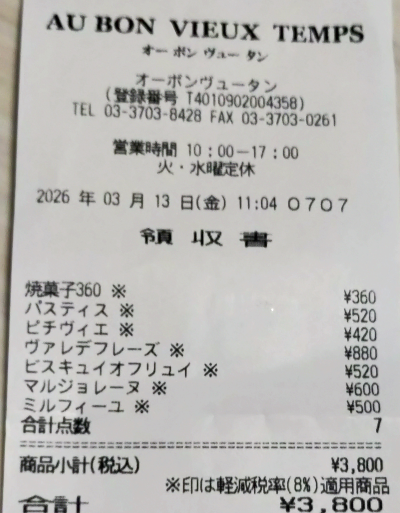 AU BON VIEUX TEMPS
オー ボン ヴュー タン
オーボンヴュータン
(登録番号 T4010902004358)
TEL 03-3703-8428 FAX 03-3703-0261
営業時間 10:00-17:00
火・水曜定休
2026 年 03 月 13 日(金) 11:04 0707
領収書
焼菓子360 ※ ¥360
パスティス ※ ¥520
ピチヴィエ ※ ¥420
ヴァレデフレーズ ※ ¥880
ビスキュイオフリュイ ※ ¥520
マルジョレーヌ ※ ¥600
ミルフィーユ ※ ¥500
合計点数 7
商品小計(税込) ¥3,800
※印は軽減税率(8%)適用商品
合計 ¥3,800